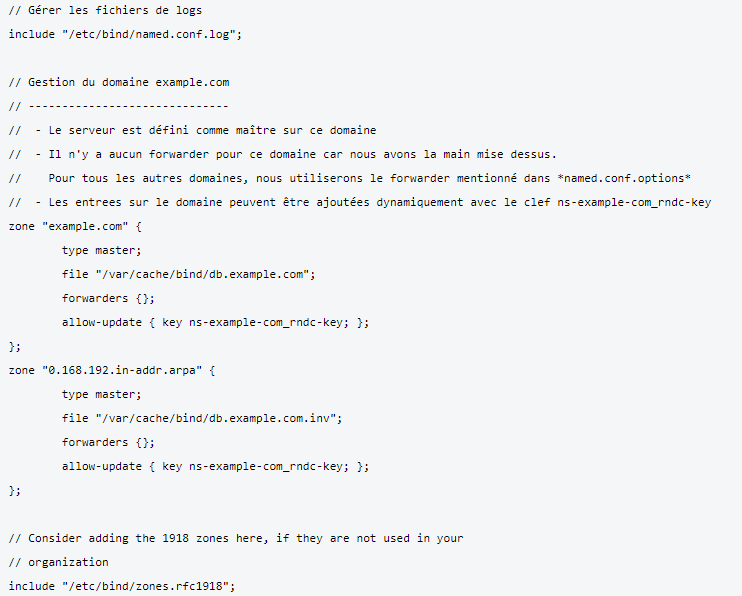 // Gérer les fichiers de logs
include "/etc/bind/named.conf.log";

// Gestion du domaine example.com
// ------------------------------
//  - Le serveur est défini comme maître sur ce domaine
//  - Il n'y a aucun forwarder pour ce domaine car nous avons la main mise dessus.
//    Pour tous les autres domaines, nous utiliserons le forwarder mentionné dans *named.conf.options*
//  - Les entrees sur le domaine peuvent être ajoutées dynamiquement avec le clef ns-example-com_rndc-key
zone "example.com" {
        type master;
        file "/var/cache/bind/db.example.com";
        forwarders {};
        allow-update { key ns-example-com_rndc-key; };
};
zone "0.168.192.in-addr.arpa" {
        type master;
        file "/var/cache/bind/db.example.com.inv";
        forwarders {};
        allow-update { key ns-example-com_rndc-key; };
};

// Consider adding the 1918 zones here, if they are not used in your
// organization
include "/etc/bind/zones.rfc1918";